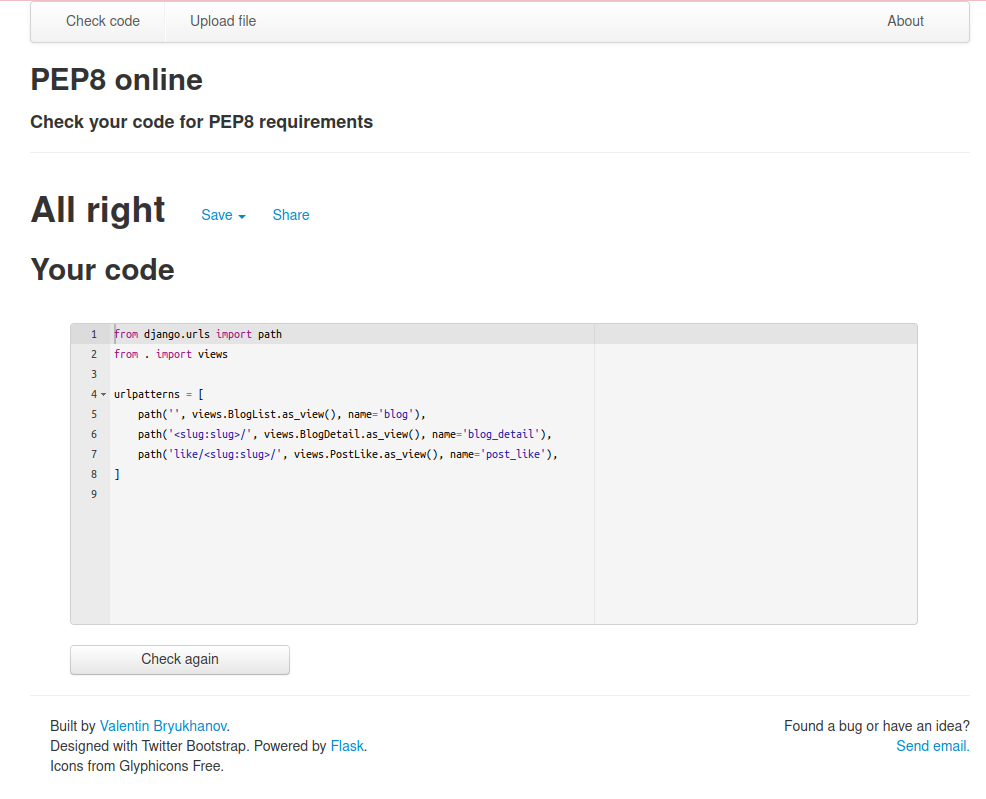 Check code Upload file About
PEP8 online
Check your code for PEP8 requirements
All right Save Share
Your code
1 from django.urls import path
2 from . import views
3
4 urlpatterns = [
5     path('', views.BlogList.as_view(), name='blog'),
6     path('<slug:slug>/', views.BlogDetail.as_view(), name='blog_detail'),
7     path('like/<slug:slug>/', views.PostLike.as_view(), name='post_like'),
8 ]
9
Check again
Built by Valentin Bryukhanov. Found a bug or have an idea?
Designed with Twitter Bootstrap. Powered by Flask. Send email.
Icons from Glyphicons Free.